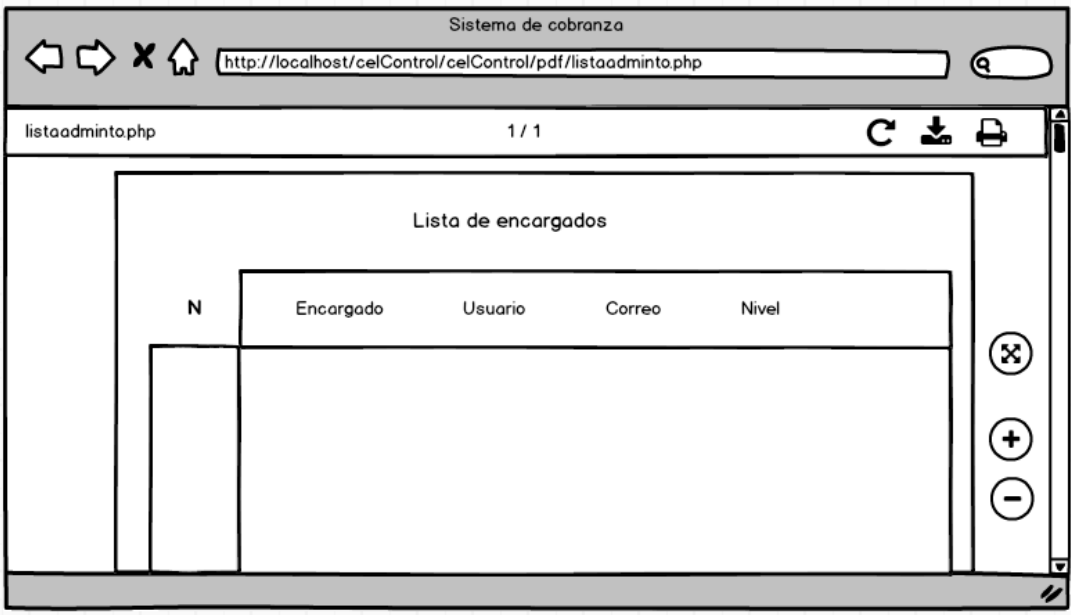 Sistema de cobranza
http://localhost/celControl/celControl/pdf/listaadminto.php
listaadminto.php 1 / 1
Lista de encargados
N Encargado Usuario Correo Nivel